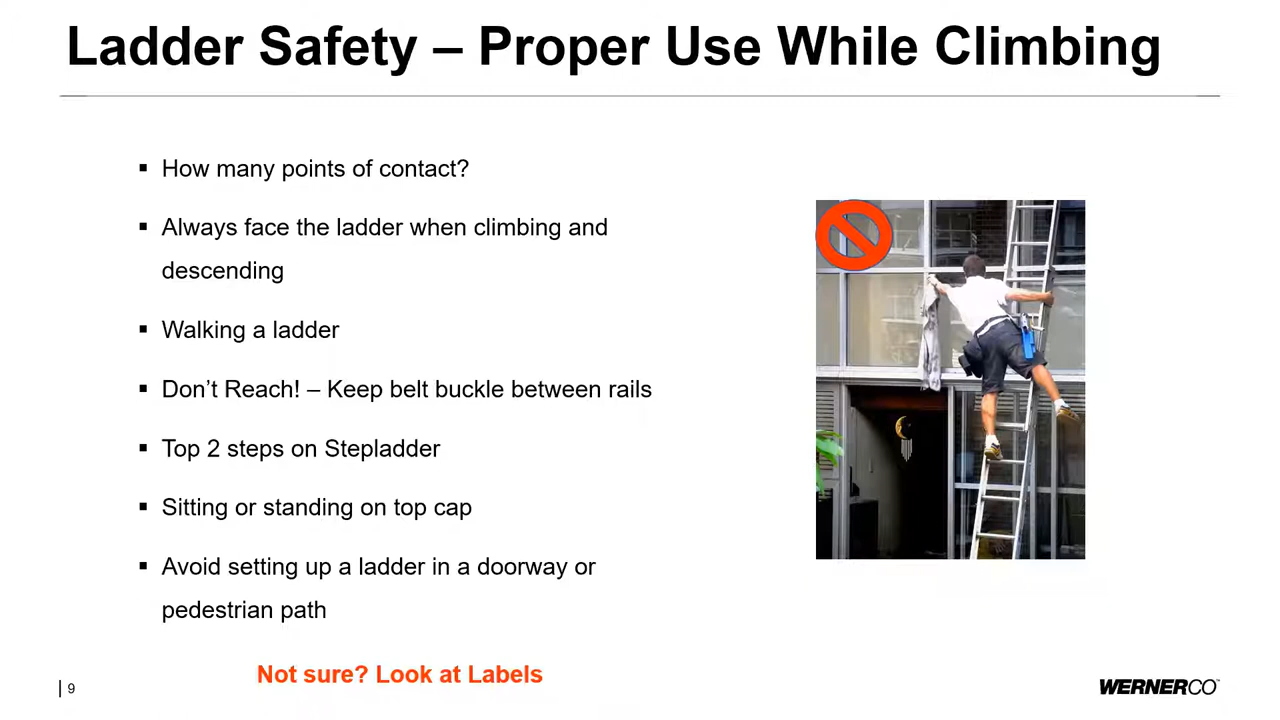 Ladder Safety – Proper Use While Climbing
▪ How many points of contact?
▪ Always face the ladder when climbing and
descending
▪ Walking a ladder
▪ Don’t Reach! – Keep belt buckle between rails
▪ Top 2 steps on Stepladder
▪ Sitting or standing on top cap
▪ Avoid setting up a ladder in a doorway or
pedestrian path
Not sure? Look at Labels
9
WERNERCO™